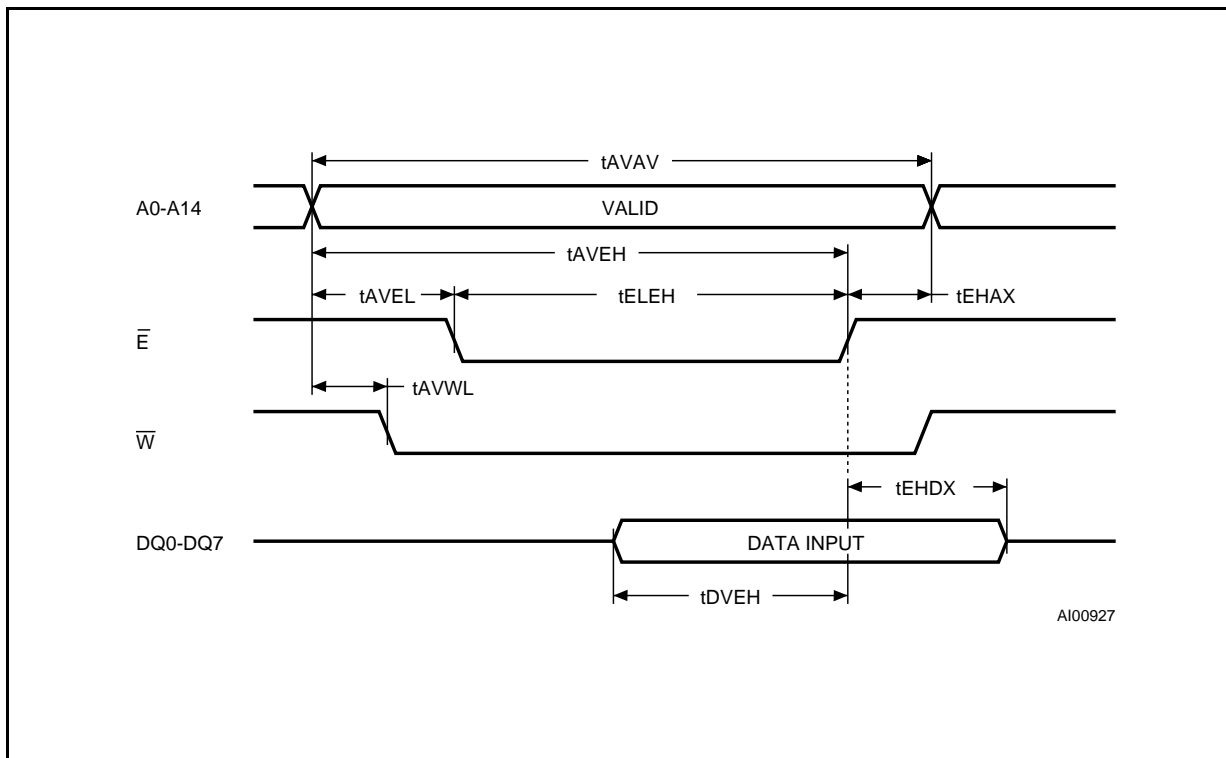 tAVAV
A0-A14
VALID
tAVEH
tAVEL
tELEH
tEHAX
E̅
tAVWL
W̅
tEHDX
DQ0-DQ7
DATA INPUT
tDVEH
AI00927